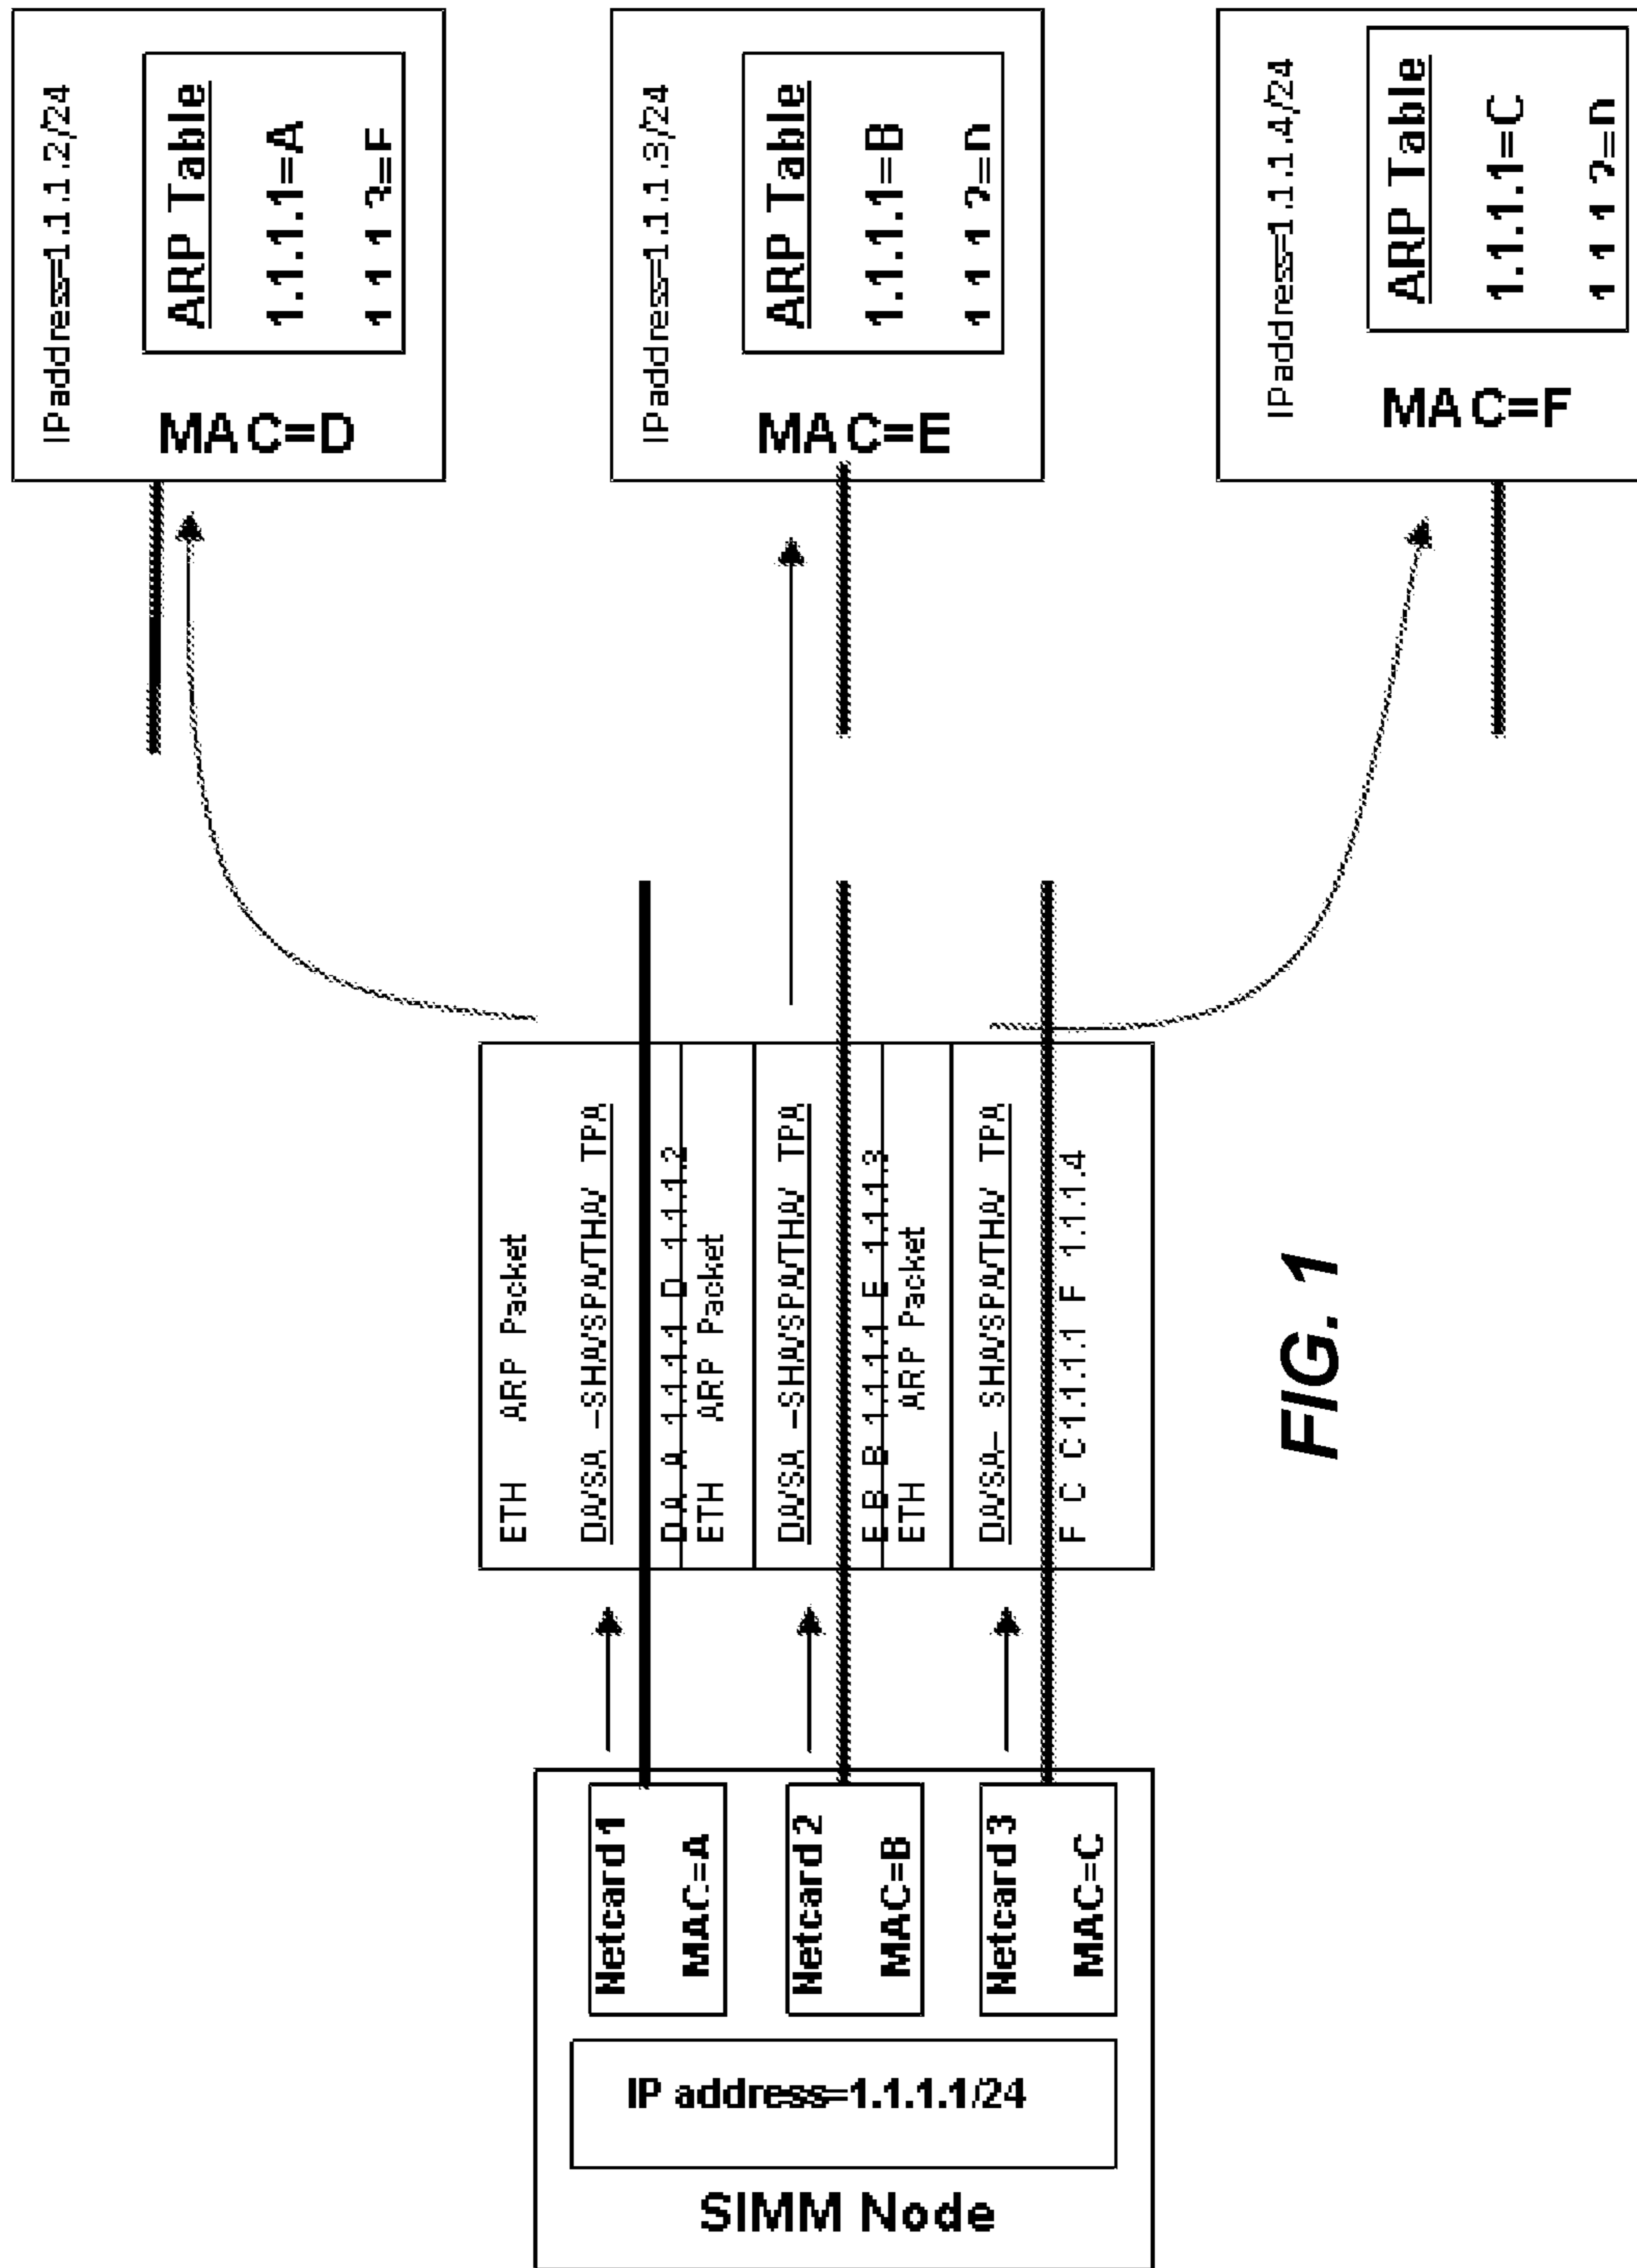 SIMM Node
IP address=1.1.1.1/24
Netcard 1
MAC=A
Netcard 2
MAC=B
Netcard 3
MAC=C
ETH ARP Packet
DA/SA –SHA/SPA/THA/ TPA
D A A 1.1.1.1 D 1.1.1.2
ETH ARP Packet
DA/SA –SHA/SPA/THA/ TPA
E B B 1.1.1.1 E 1.1.1.3
ETH ARP Packet
DA/SA– SHA/SPA/THA/ TPA
F C C1.1.1.1 F 1.1.1.4
IPaddress=1.1.1.2/24
MAC=D
ARP Table
1.1.1.1=A
IPaddress=1.1.1.3/24
MAC=E
ARP Table
1.1.1.1=B
IPaddress=1.1.1.4/24
MAC=F
ARP Table
1.1.1.1=C
FIG. 1